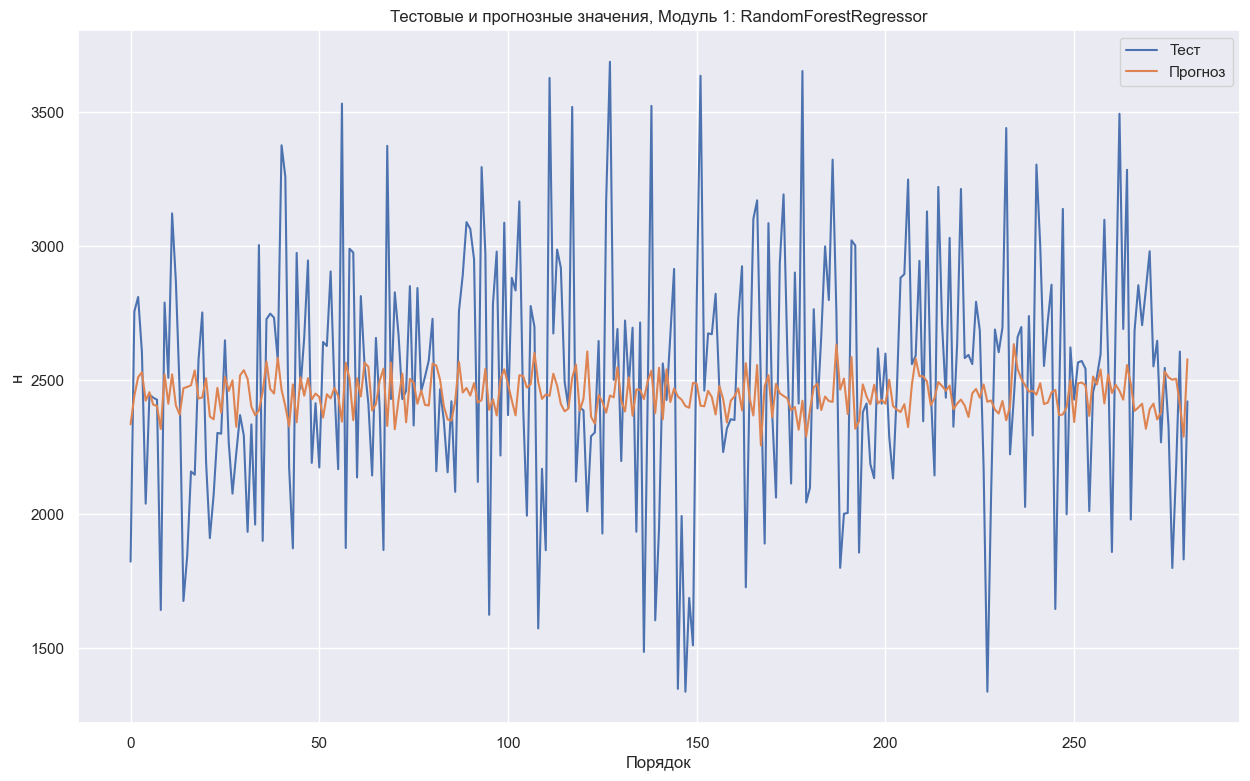 Тестовые и прогнозные значения, Модуль 1: RandomForestRegressor
Тест
Прогноз
3500
3000
2500
2000
1500
н
0
50
100
150
200
250
Порядок